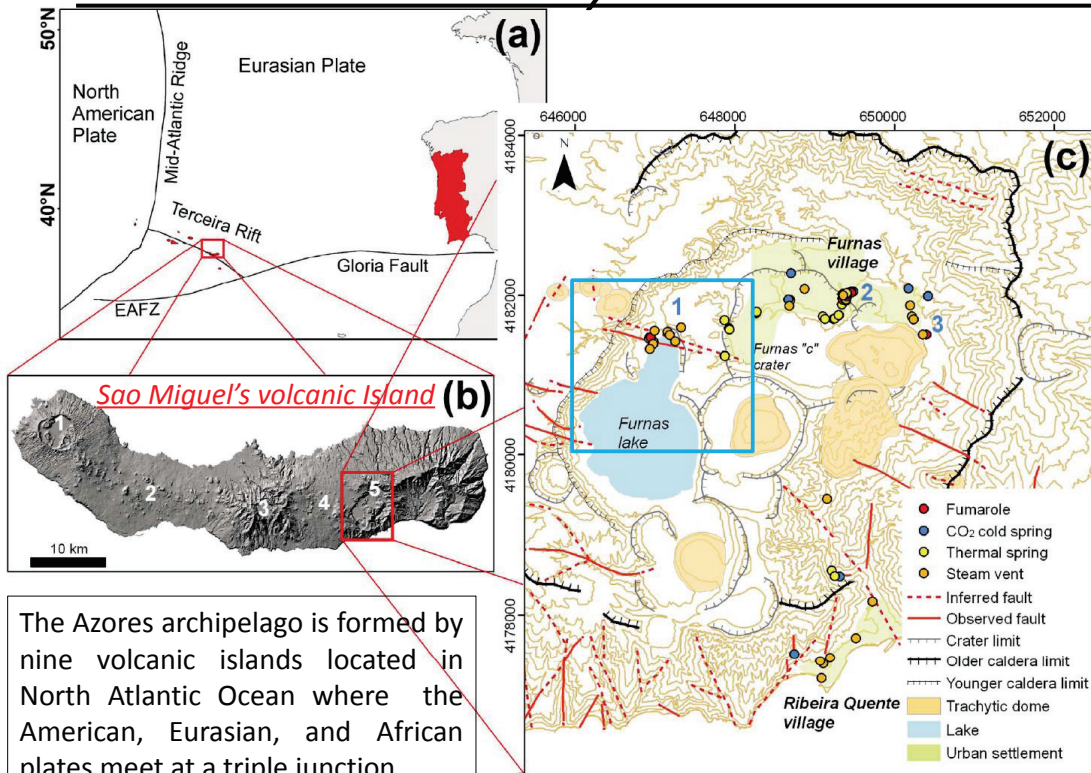 50°N
(a)
Eurasian Plate
North
American
Plate
Mid-Atlantic Ridge
40°N
Terceira Rift
Gloria Fault
EAFZ
Sao Miguel's volcanic Island
(b)
1
2
3
4
5
10 km
The Azores archipelago is formed by
nine volcanic islands located in
North Atlantic Ocean where the
American, Eurasian, and African
plates meet at a triple junction
646000
648000
650000
652000
4184000
4182000
4180000
4178000
N
(c)
Furnas
village
1
2
3
Furnas "c"
crater
Furnas
lake
Ribeira Quente
village
Fumarole
CO₂ cold spring
Thermal spring
Steam vent
Inferred fault
Observed fault
Crater limit
Older caldera limit
Younger caldera limit
Trachytic dome
Lake
Urban settlement